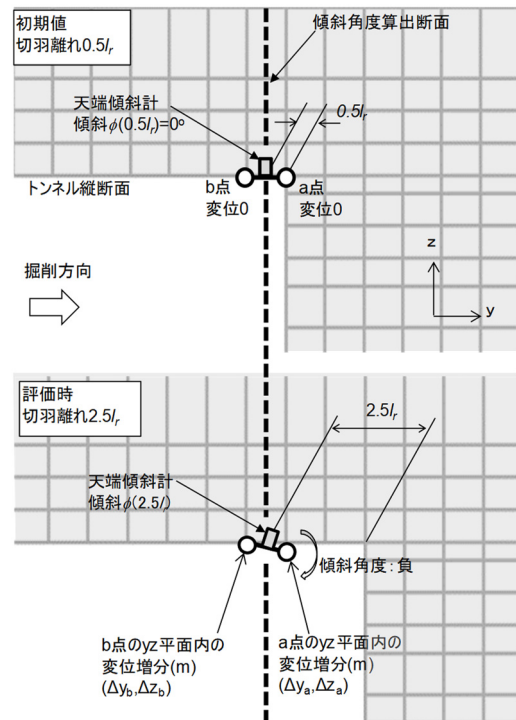 初期値
切羽離れ0.5lr
傾斜角度算出断面
天端傾斜計
傾斜ϕ(0.5lr)=0°
0.5lr
トンネル縦断面
b点
変位0
a点
変位0
掘削方向
z
y
評価時
切羽離れ2.5lr
2.5lr
天端傾斜計
傾斜ϕ(2.5l)
傾斜角度：負
b点のyz平面内の
変位増分(m)
(Δyb,Δzb)
a点のyz平面内の
変位増分(m)
(Δya,Δza)